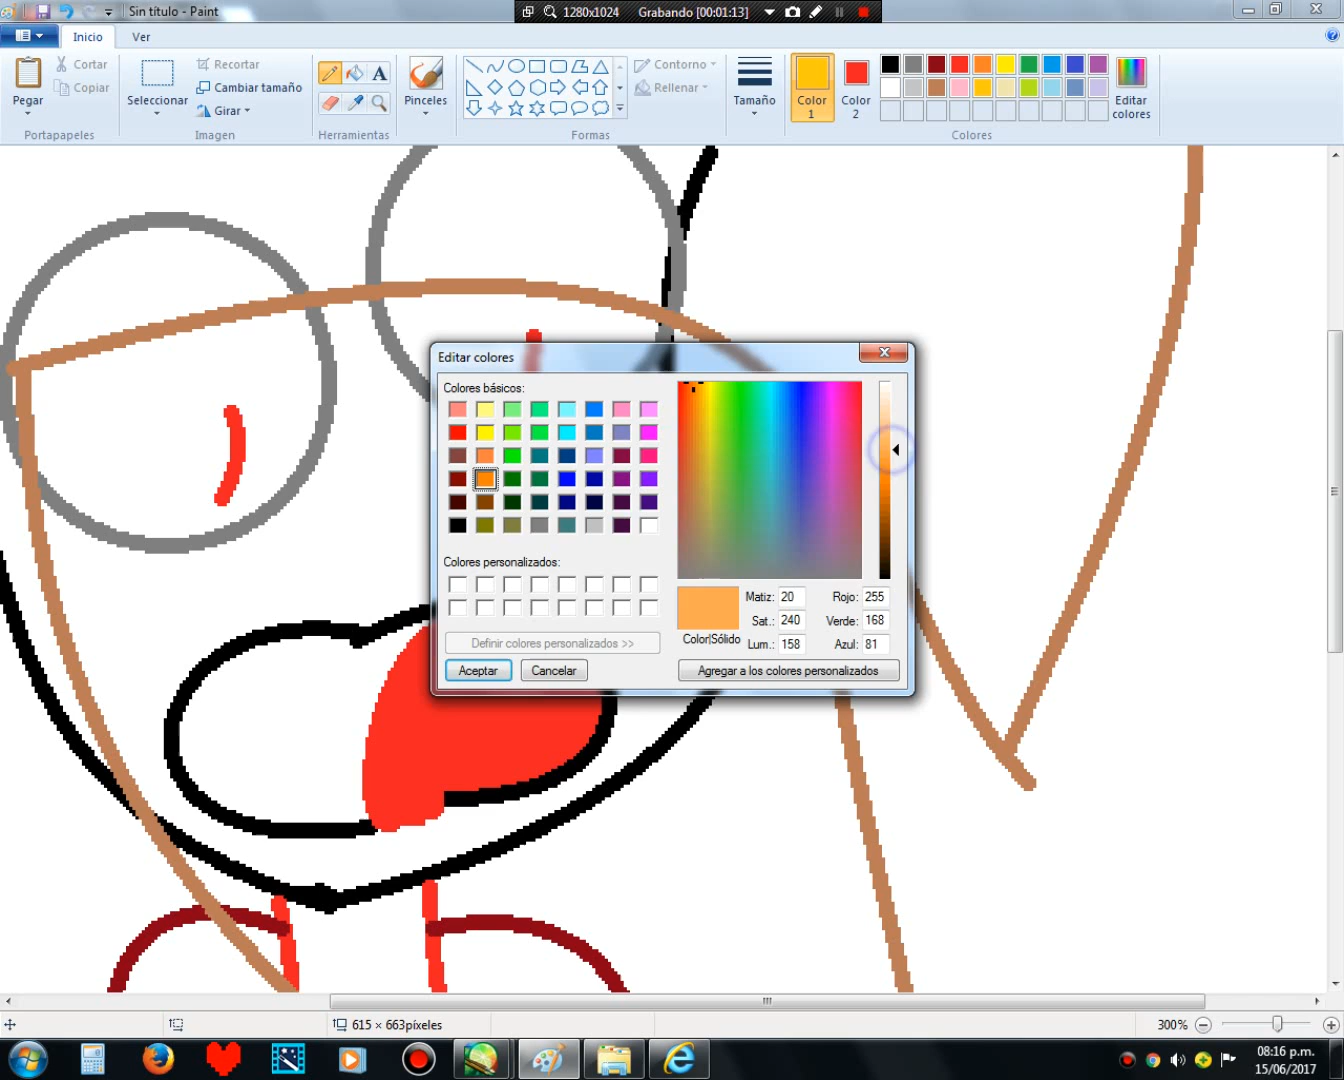 Sin título - Paint
1280x1024 Grabando [00:01:13]
Inicio Ver
Pegar
Cortar
Copiar
Portapapeles
Seleccionar
Recortar
Cambiar tamaño
Girar
Imagen
A
Herramientas
Pinceles
Contorno
Rellenar
Formas
Tamaño
Color
1
Color
2
Editar
colores
Colores
Editar colores
Colores básicos:
Colores personalizados:
Definir colores personalizados >>
Aceptar Cancelar
Color|Sólido
Matiz: 20 Rojo: 255
Sat.: 240 Verde: 168
Lum.: 158 Azul: 81
Agregar a los colores personalizados
615 × 663píxeles
300%
08:16 p.m.
15/06/2017